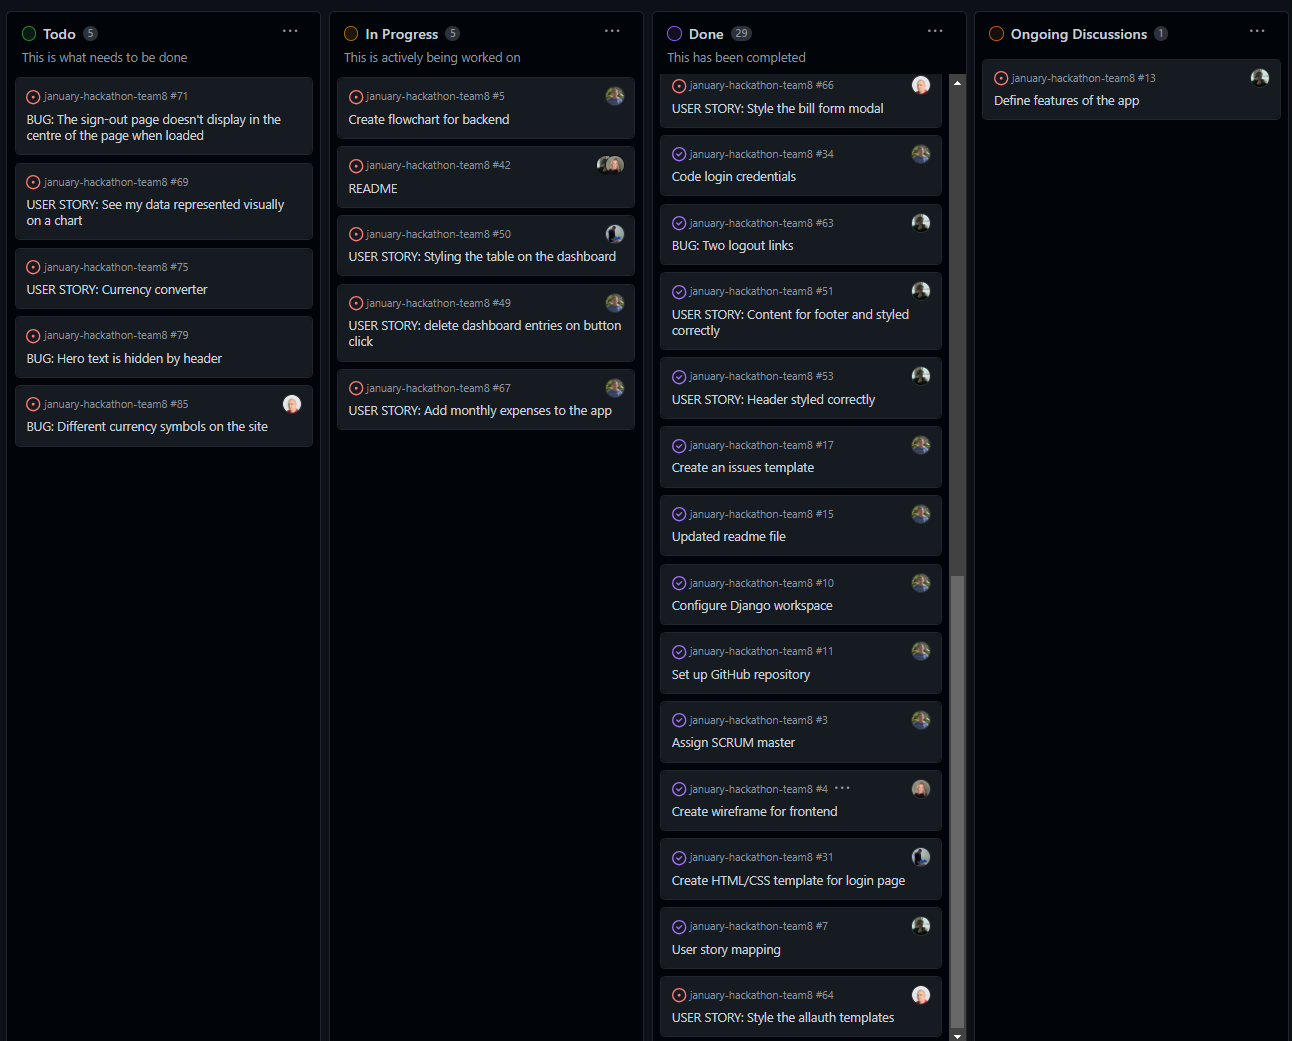 Todo 5 ...
This is what needs to be done
january-hackathon-team8 #71
BUG: The sign-out page doesn't display in the
centre of the page when loaded
january-hackathon-team8 #69
USER STORY: See my data represented visually
on a chart
january-hackathon-team8 #75
USER STORY: Currency converter
january-hackathon-team8 #79
BUG: Hero text is hidden by header
january-hackathon-team8 #85
BUG: Different currency symbols on the site
In Progress 5 ...
This is actively being worked on
january-hackathon-team8 #5
Create flowchart for backend
january-hackathon-team8 #42
README
january-hackathon-team8 #50
USER STORY: Styling the table on the dashboard
january-hackathon-team8 #49
USER STORY: delete dashboard entries on button
click
january-hackathon-team8 #67
USER STORY: Add monthly expenses to the app
Done 29 ...
This has been completed
january-hackathon-team8 #66
USER STORY: Style the bill form modal
january-hackathon-team8 #34
Code login credentials
january-hackathon-team8 #63
BUG: Two logout links
january-hackathon-team8 #51
USER STORY: Content for footer and styled
correctly
january-hackathon-team8 #53
USER STORY: Header styled correctly
january-hackathon-team8 #17
Create an issues template
january-hackathon-team8 #15
Updated readme file
january-hackathon-team8 #10
Configure Django workspace
january-hackathon-team8 #11
Set up GitHub repository
january-hackathon-team8 #3
Assign SCRUM master
january-hackathon-team8 #4 ...
Create wireframe for frontend
january-hackathon-team8 #31
Create HTML/CSS template for login page
january-hackathon-team8 #7
User story mapping
january-hackathon-team8 #64
USER STORY: Style the allauth templates
Ongoing Discussions 1 ...
january-hackathon-team8 #13
Define features of the app